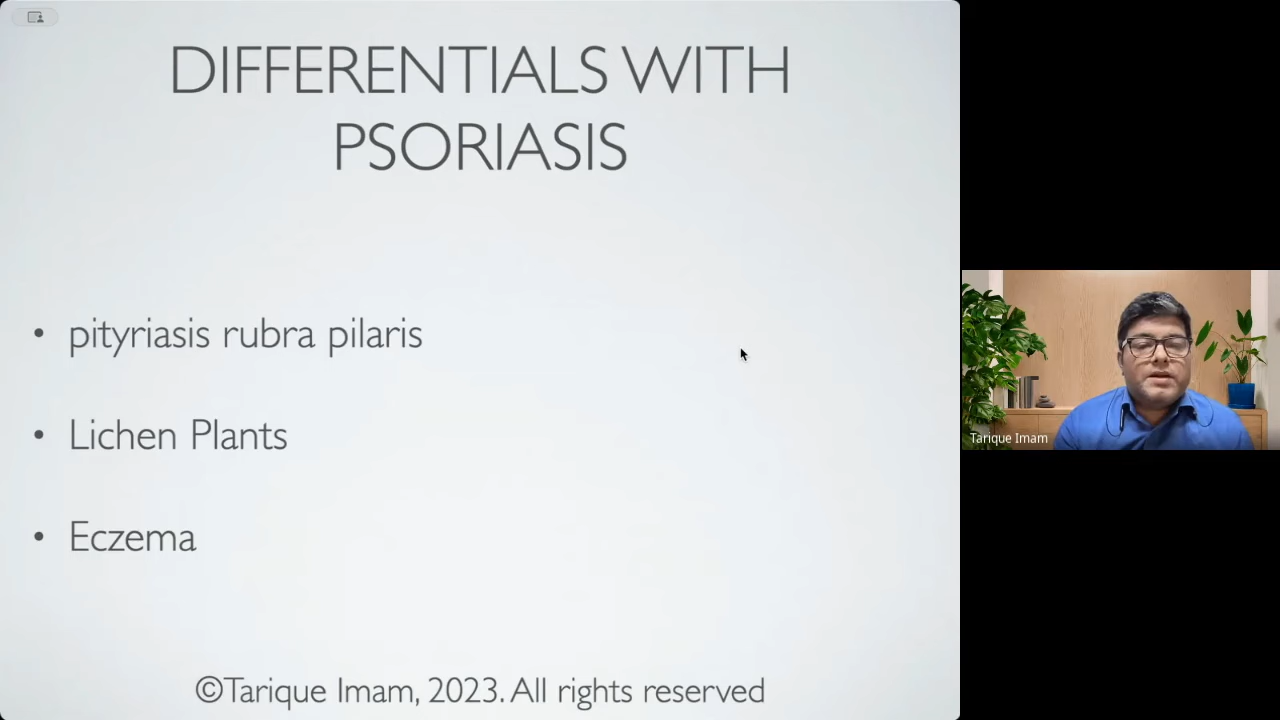 DIFFERENTIALS WITH
PSORIASIS
• pityriasis rubra pilaris
• Lichen Plants
• Eczema
©Tarique Imam, 2023. All rights reserved
Tarique Imam